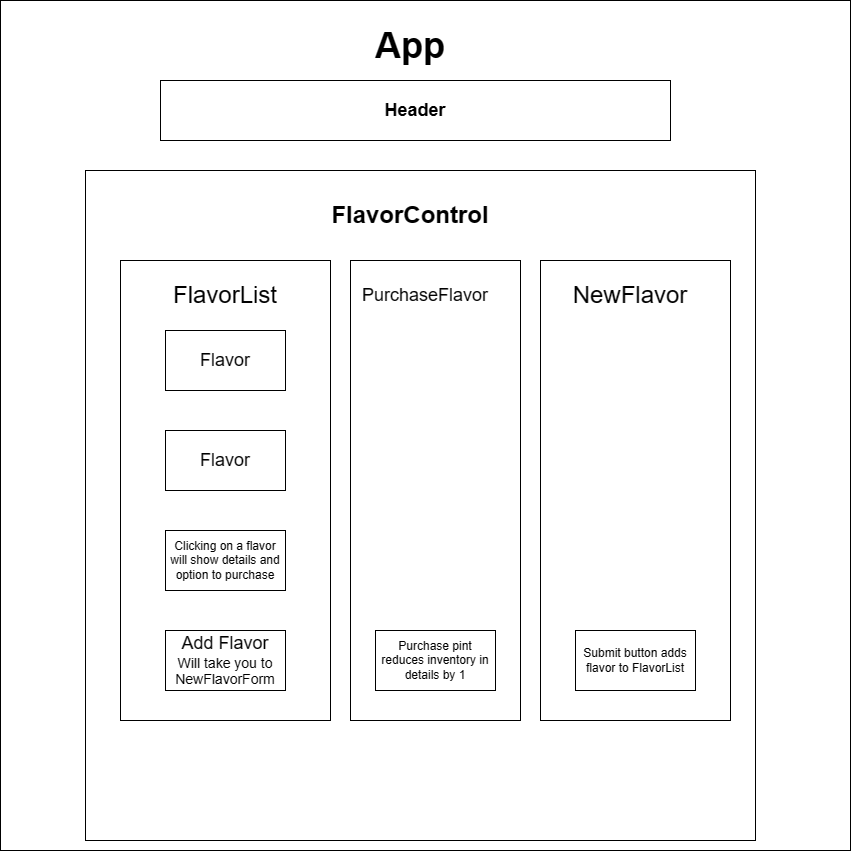 App
Header
FlavorControl
FlavorList
Flavor
Flavor
Clicking on a flavor
will show details and
option to purchase
Add Flavor
Will take you to
NewFlavorForm
PurchaseFlavor
Purchase pint
reduces inventory in
details by 1
NewFlavor
Submit button adds
flavor to FlavorList